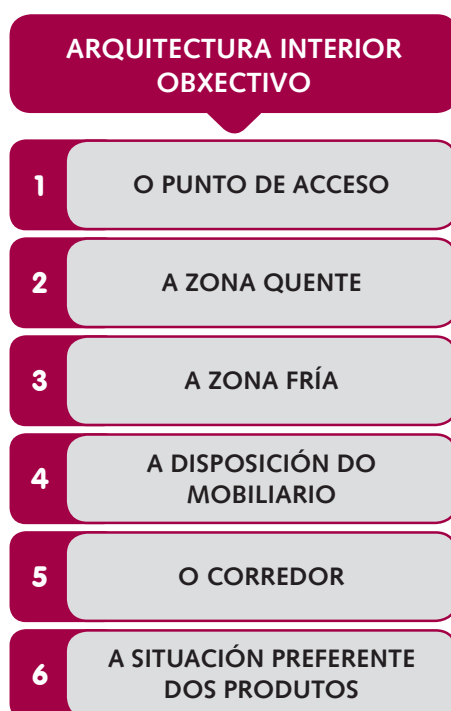 ARQUITECTURA INTERIOR
OBXECTIVO
1 O PUNTO DE ACCESO
2 A ZONA QUENTE
3 A ZONA FRÍA
4 A DISPOSICIÓN DO
MOBILIARIO
5 O CORREDOR
6 A SITUACIÓN PREFERENTE
DOS PRODUTOS